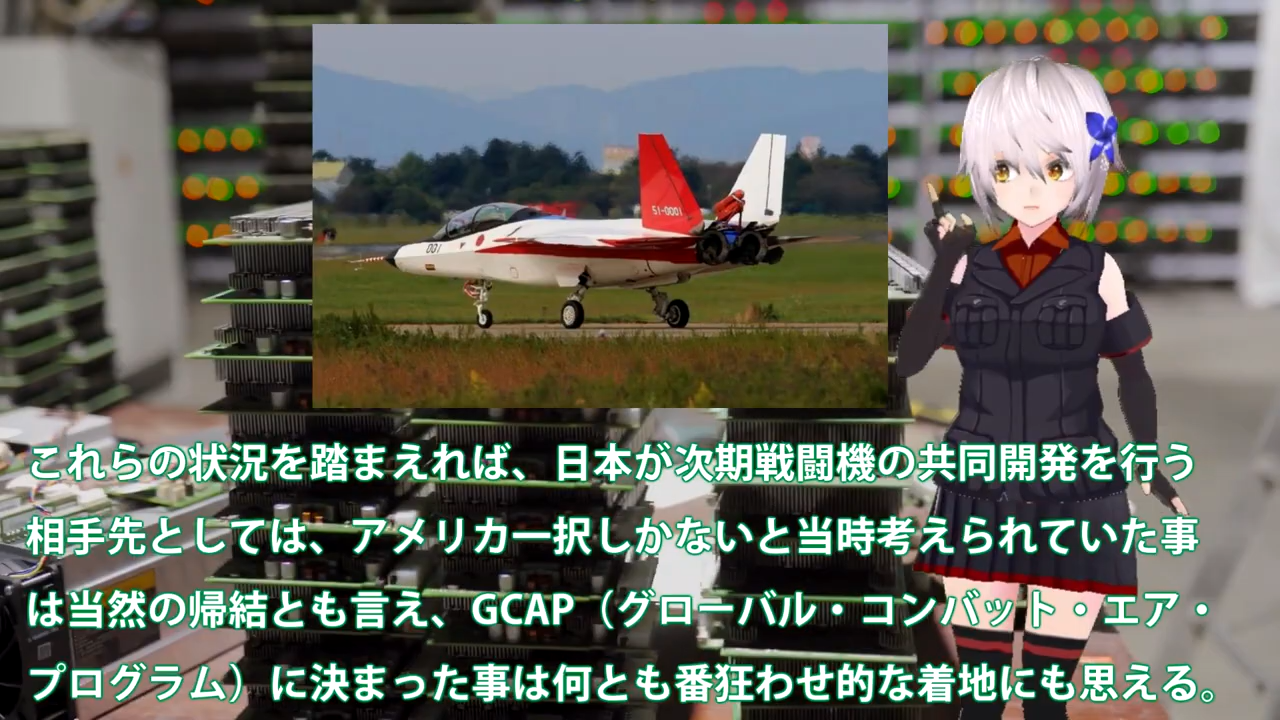 51-0001
001
これらの状況を踏まえれば、日本が次期戦闘機の共同開発を行う
相手先としては、アメリカ一択しかないと当時考えられていた事
は当然の帰結とも言え、GCAP（グローバル・コンバット・エア・
プログラム）に決まった事は何とも番狂わせ的な着地にも思える。